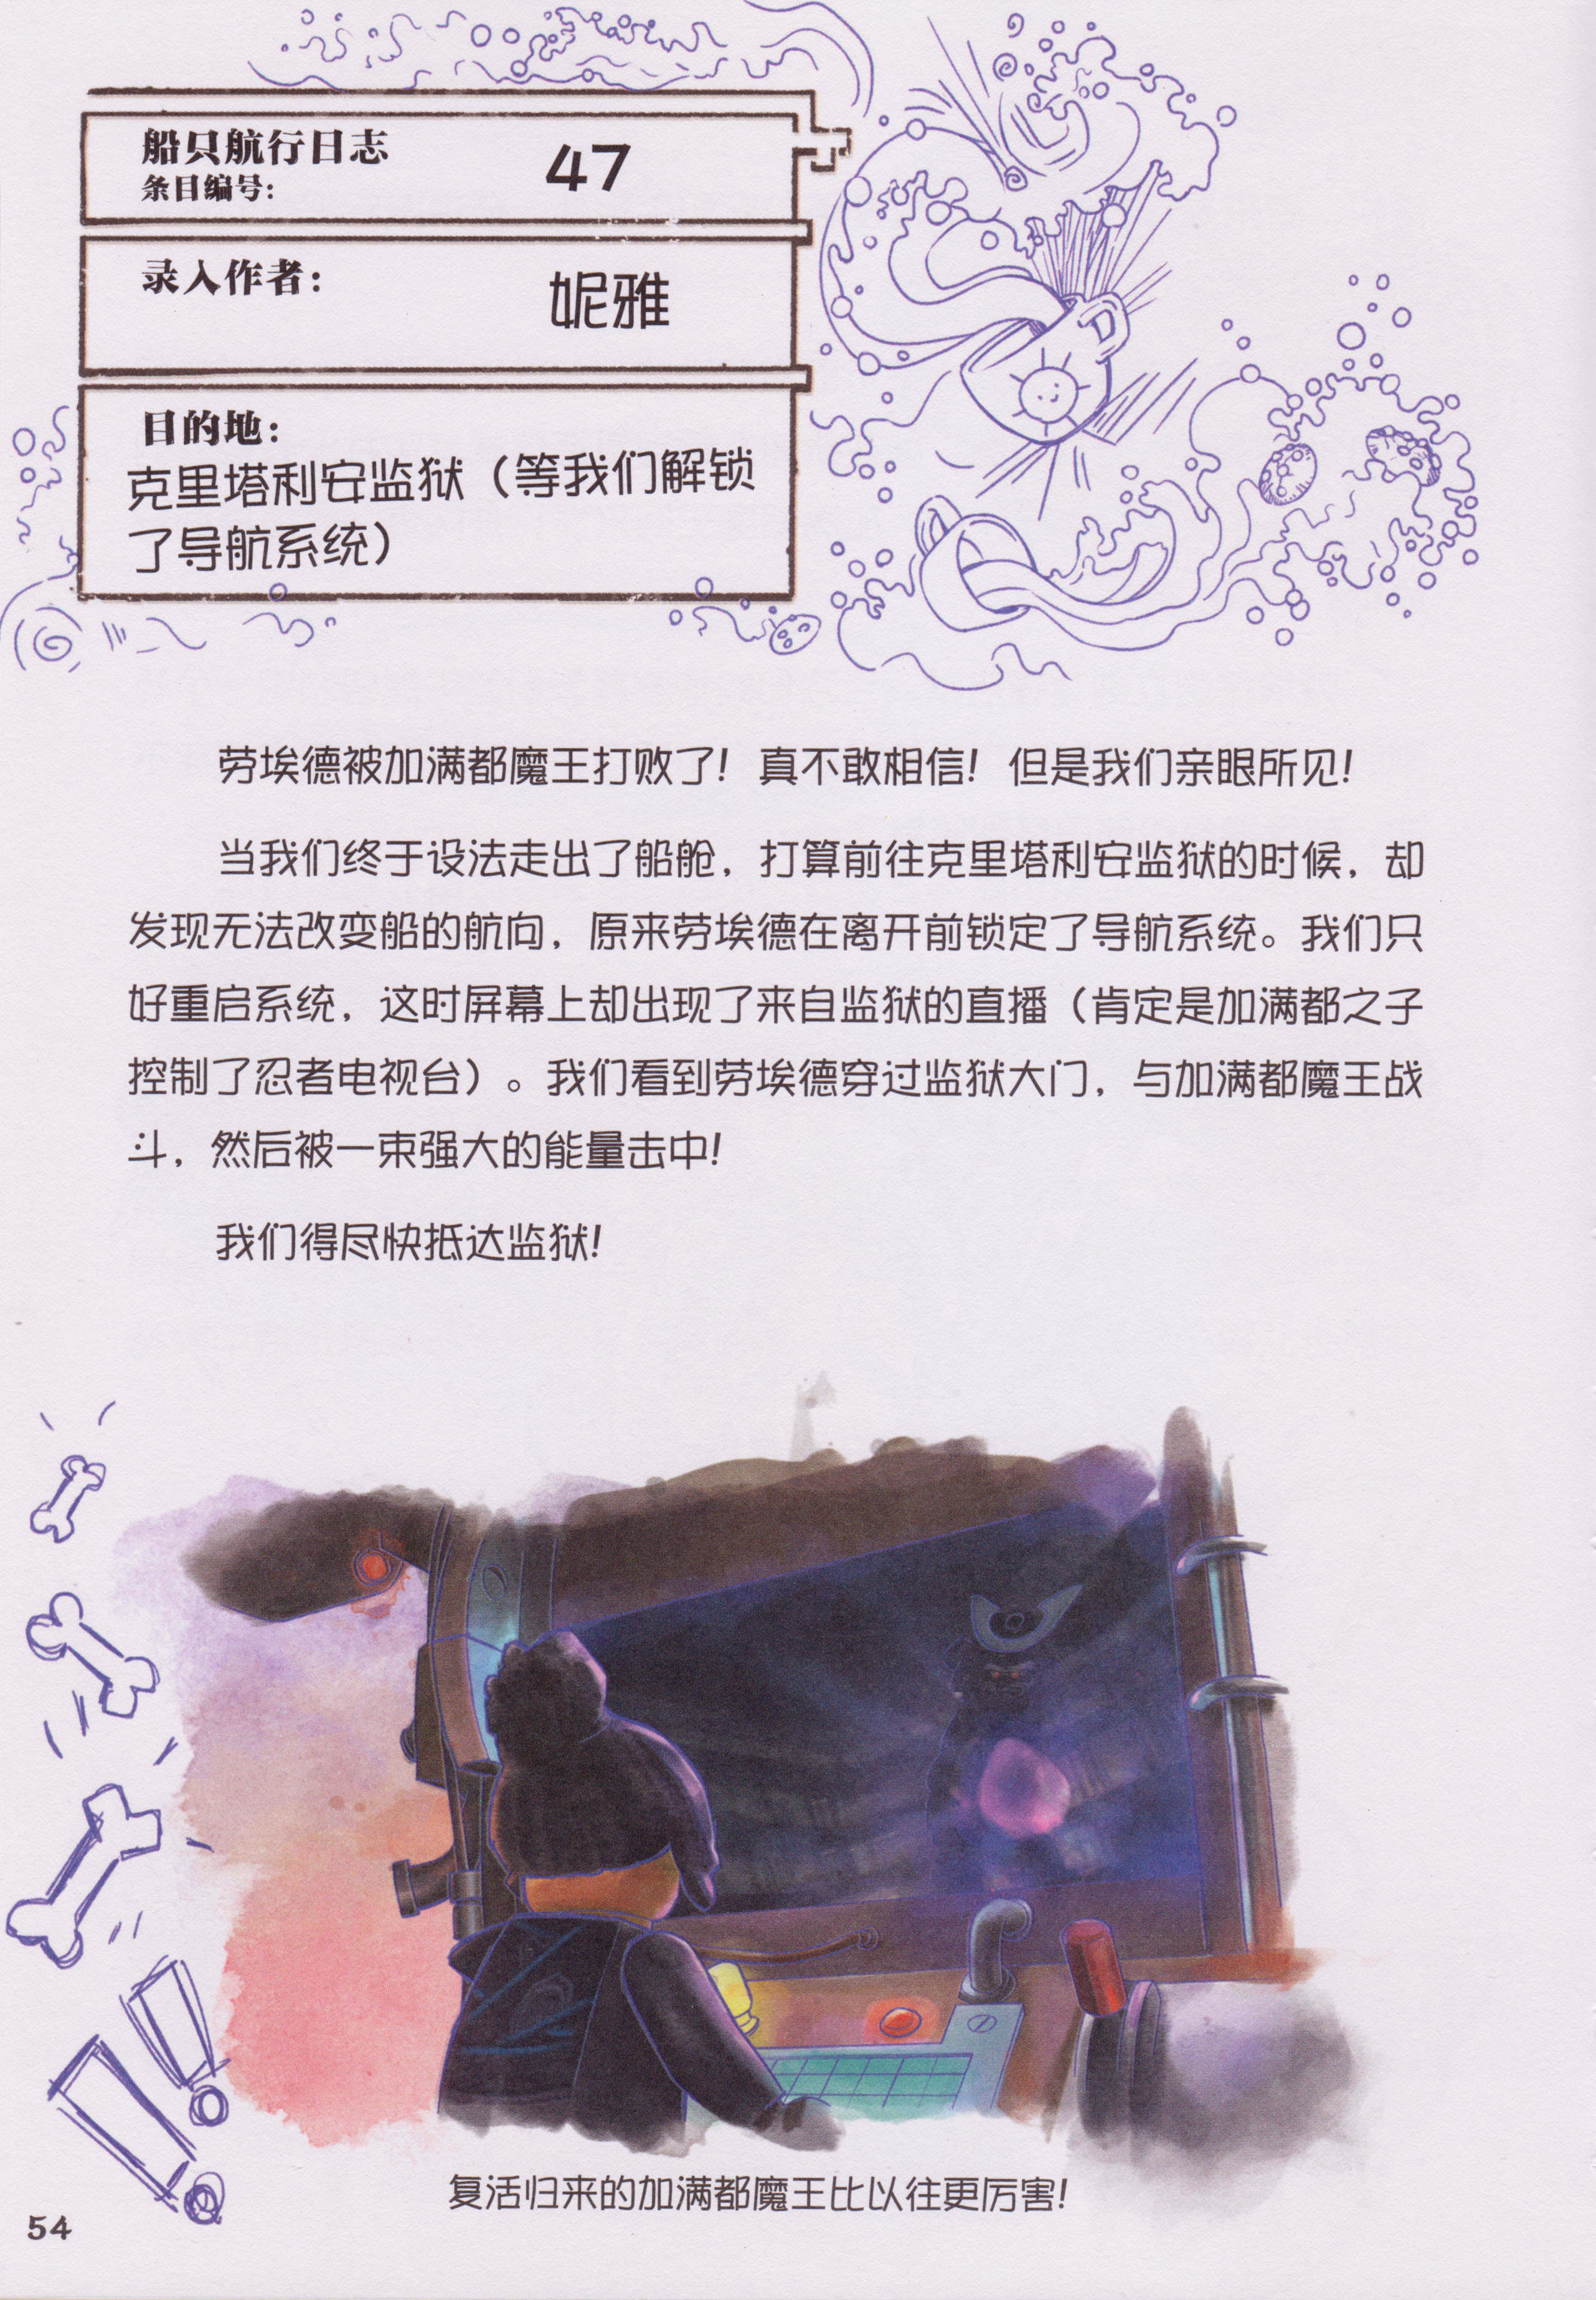 船只航行日志
条目编号： 47
录入作者： 妮雅
目的地：
克里塔利安监狱（等我们解锁
了导航系统）
劳埃德被加满都魔王打败了！真不敢相信！但是我们亲眼所见！
当我们终于设法走出了船舱，打算前往克里塔利安监狱的时候，却
发现无法改变船的航向，原来劳埃德在离开前锁定了导航系统。我们只
好重启系统，这时屏幕上却出现了来自监狱的直播（肯定是加满都之子
控制了忍者电视台）。我们看到劳埃德穿过监狱大门，与加满都魔王战
斗，然后被一束强大的能量击中！
我们得尽快抵达监狱！
复活归来的加满都魔王比以往更厉害！
54